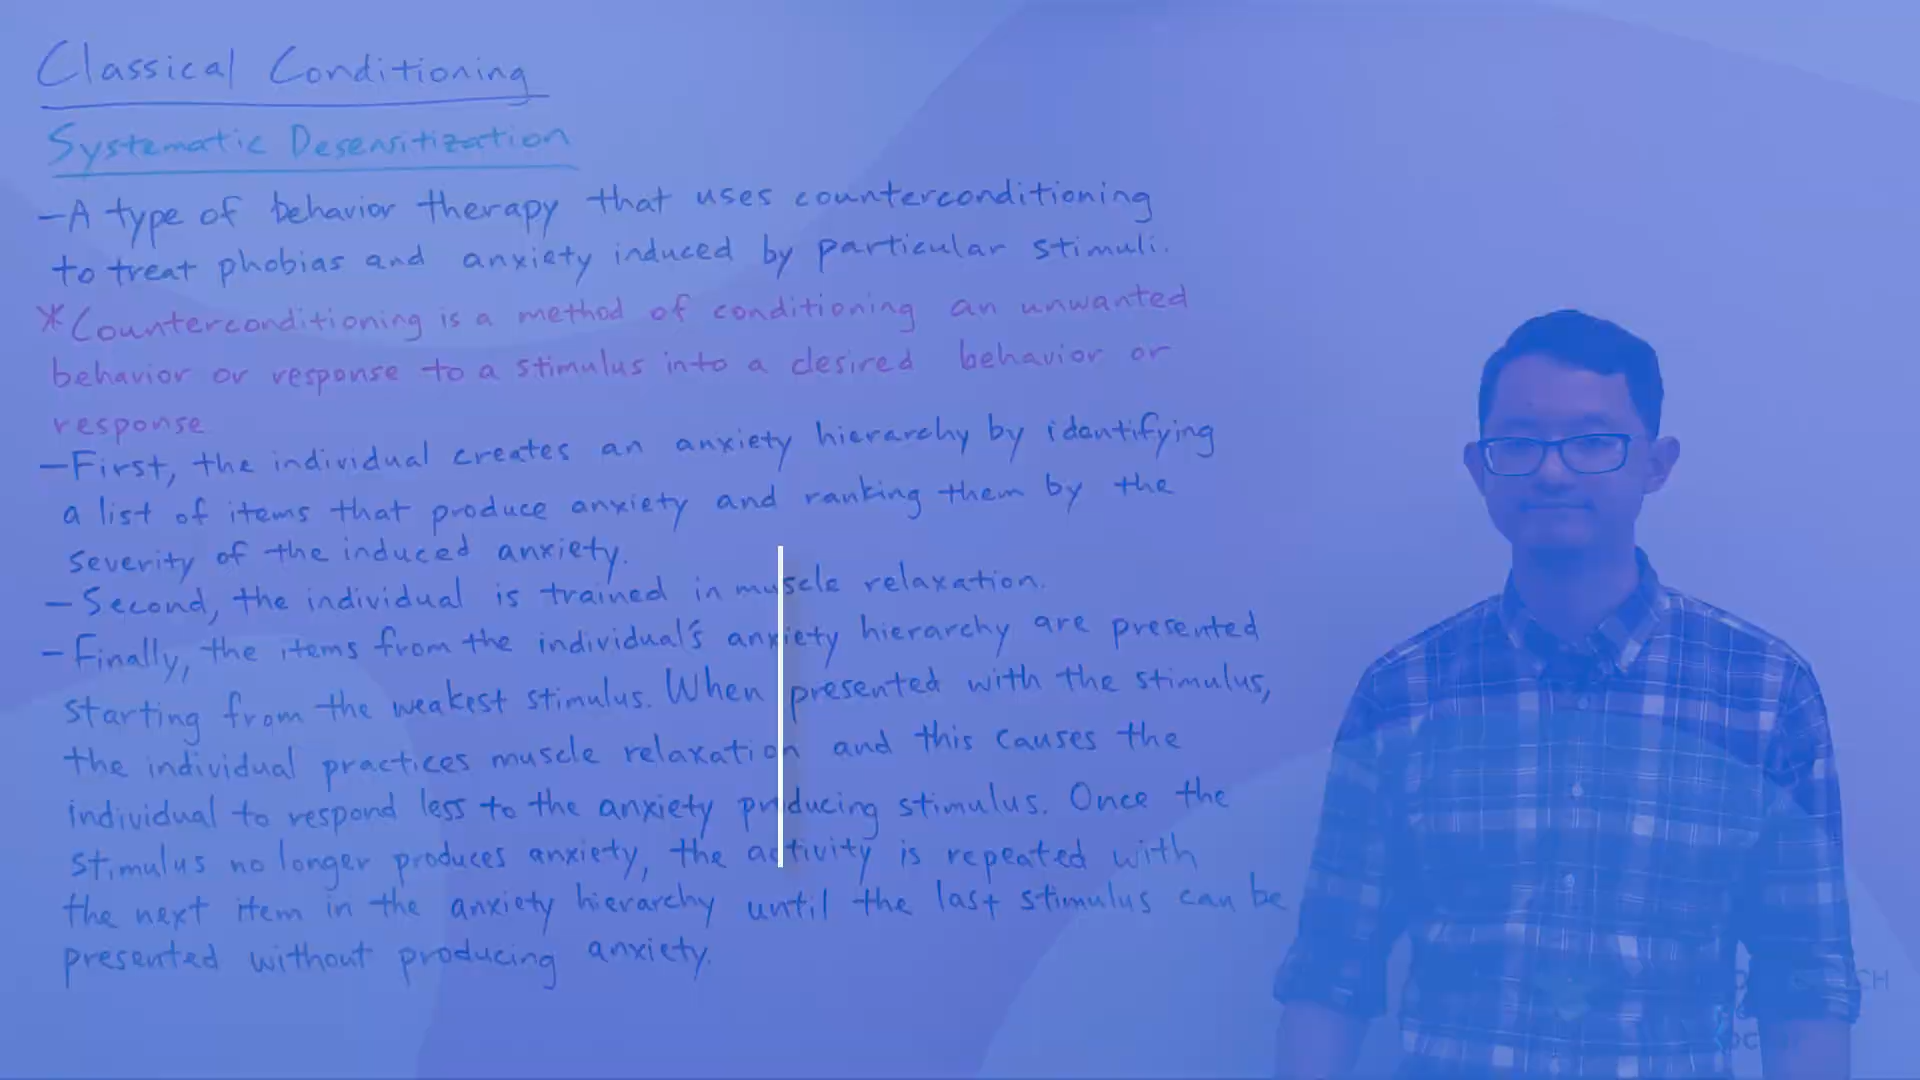 Classical Conditioning
Systematic Desensitization
- A type of behavior therapy that uses counterconditioning
to treat phobias and anxiety induced by particular stimuli.
* Counterconditioning is a method of conditioning an unwanted
behavior or response to a stimulus into a desired behavior or
response
- First, the individual creates an anxiety hierarchy by identifying
a list of items that produce anxiety and ranking them by the
severity of the induced anxiety.
- Second, the individual is trained in muscle relaxation.
- Finally, the items from the individual's anxiety hierarchy are presented
starting from the weakest stimulus. When presented with the stimulus,
the individual practices muscle relaxation and this causes the
individual to respond less to the anxiety producing stimulus. Once the
stimulus no longer produces anxiety, the activity is repeated with
the next item in the anxiety hierarchy until the last stimulus can be
presented without producing anxiety.